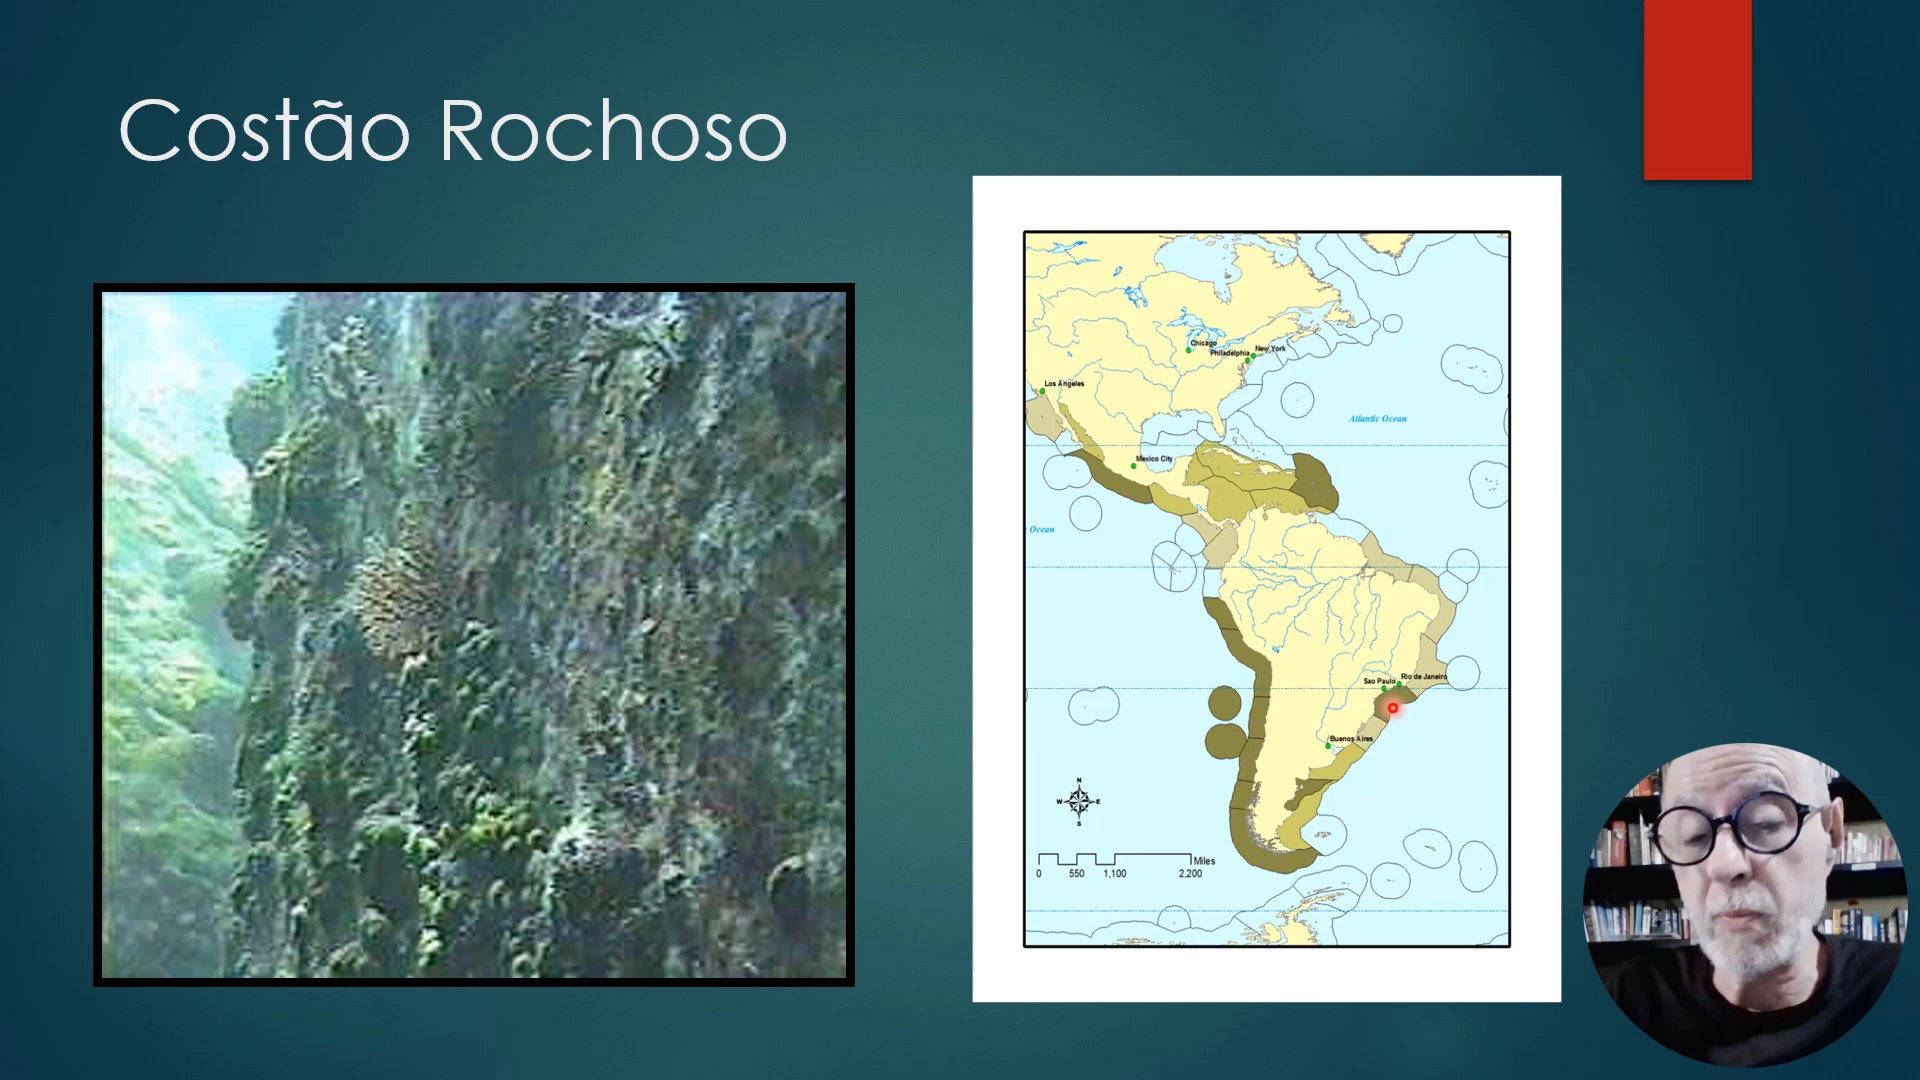 Costão Rochoso
Chicago
New York
Philadelphia
Los Angeles
Atlantic Ocean
Mexico City
Ocean
Rio de Janeiro
Sao Paulo
Buenos Aires
N
W E
S
Miles
0 550 1,100 2,200